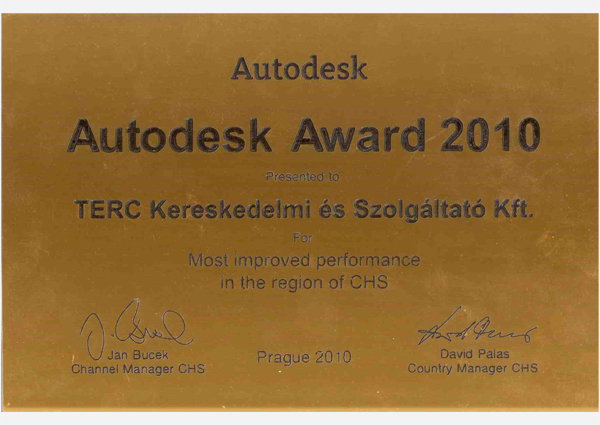 Autodesk
Autodesk Award 2010
Presented to
TERC Kereskedelmi és Szolgáltató Kft.
For
Most improved performance
in the region of CHS
Jan Bucek
Channel Manager CHS
Prague 2010
David Palas
Country Manager CHS